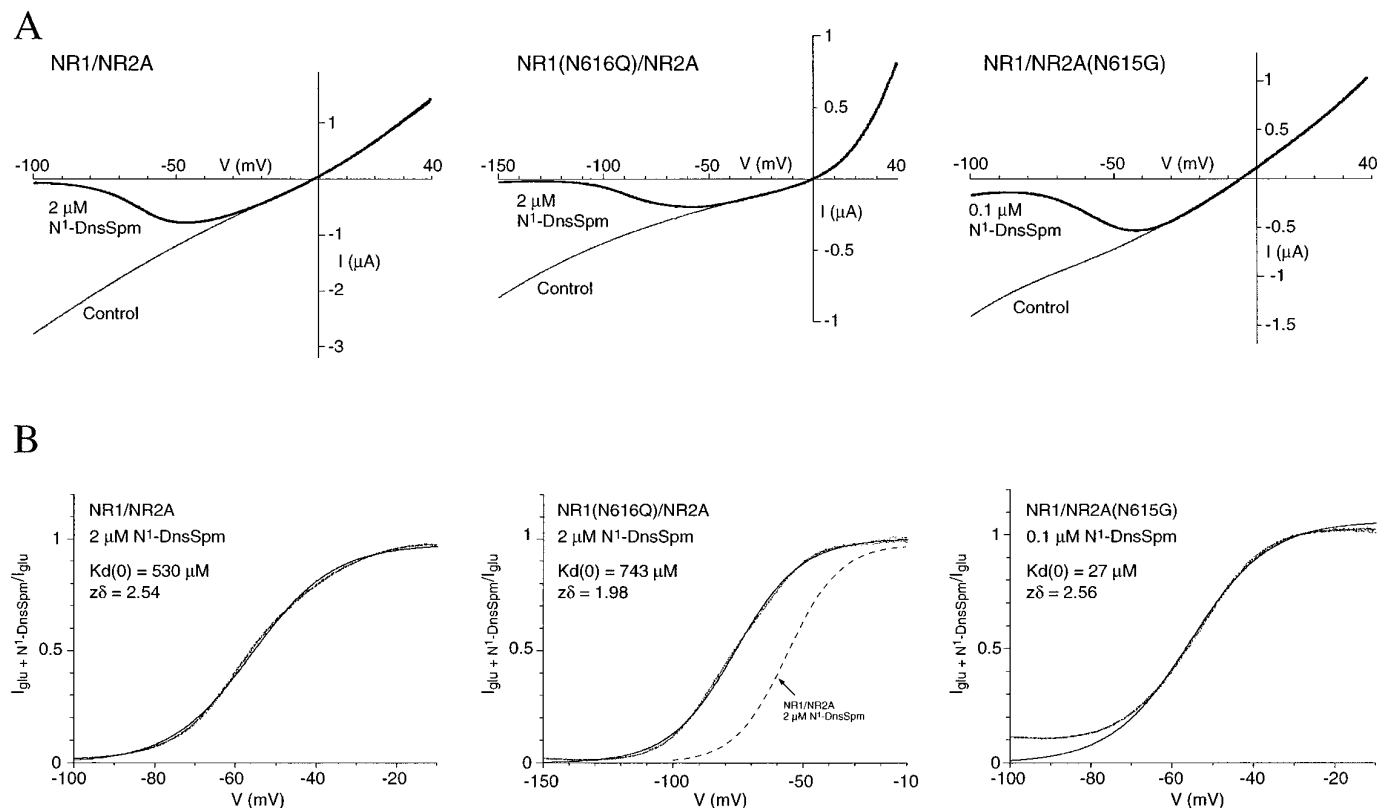 A
NR1/NR2A
1
-100
-50
V (mV)
40
2 μM
N¹-DnsSpm
-1
I (μA)
-2
Control
-3
NR1(N616Q)/NR2A
1
0.5
-150
-100
-50
V (mV)
40
2 μM
N¹-DnsSpm
I (μA)
-0.5
Control
-1
NR1/NR2A(N615G)
1
0.5
-100
-50
V (mV)
40
0.1 μM
N¹-DnsSpm
-0.5
I (μA)
-1
Control
-1.5
B
NR1/NR2A
2 μM N¹-DnsSpm
Kd(0) = 530 μM
zδ = 2.54
Iglu + N¹-DnsSpm/Iglu
1
0.5
0
-100
-80
-60
-40
-20
V (mV)
NR1(N616Q)/NR2A
2 μM N¹-DnsSpm
Kd(0) = 743 μM
zδ = 1.98
Iglu + N¹-DnsSpm/Iglu
1
0.5
0
NR1/NR2A
2 μM N¹-DnsSpm
-150
-100
-50
-10
V (mV)
NR1/NR2A(N615G)
0.1 μM N¹-DnsSpm
Kd(0) = 27 μM
zδ = 2.56
Iglu + N¹-DnsSpm/Iglu
1
0.5
0
-100
-80
-60
-40
-20
V (mV)